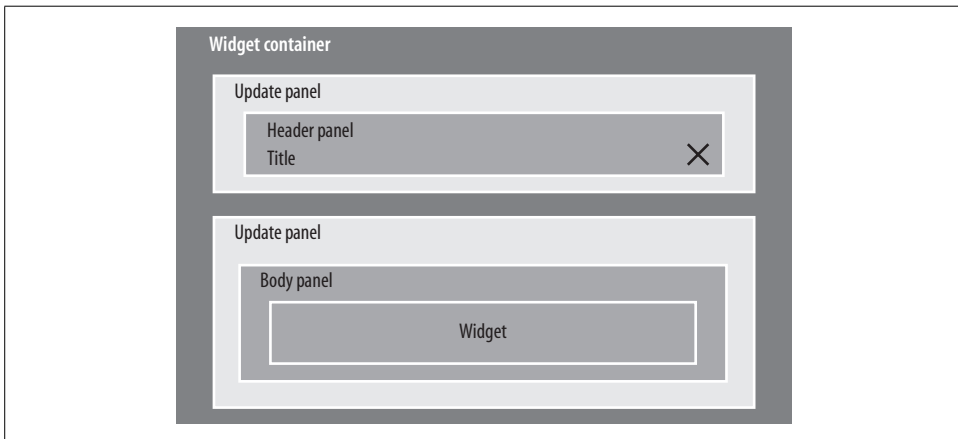 Widget container
Update panel
Header panel
Title
Update panel
Body panel
Widget